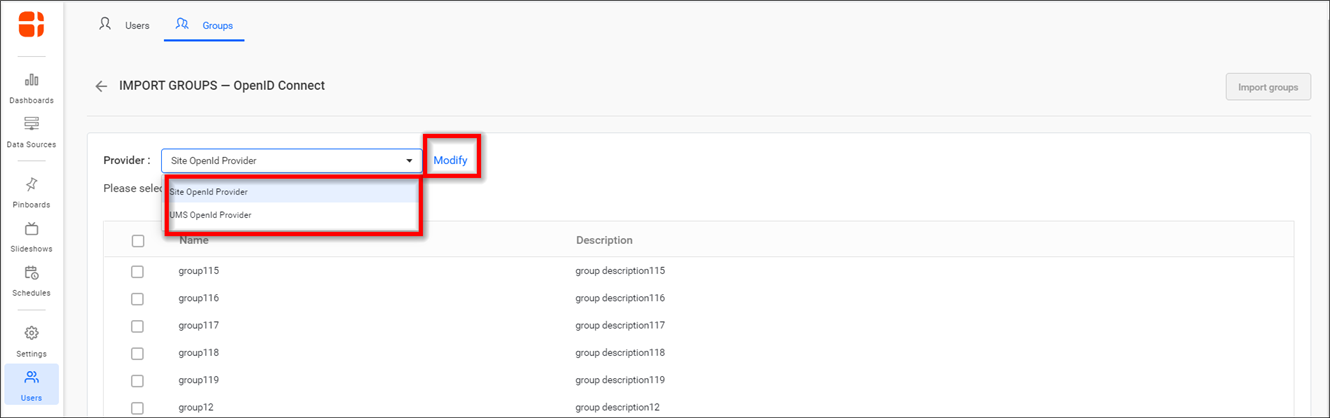 Users
Groups
Dashboards
Data Sources
Pinboards
Slideshows
Schedules
Settings
Users
IMPORT GROUPS — OpenID Connect
Import groups
Provider :
Site OpenId Provider
Modify
Please
Site OpenId Provider
UMS OpenId Provider
Name Description
group115 group description115
group116 group description116
group117 group description117
group118 group description118
group119 group description119
group12 group description12